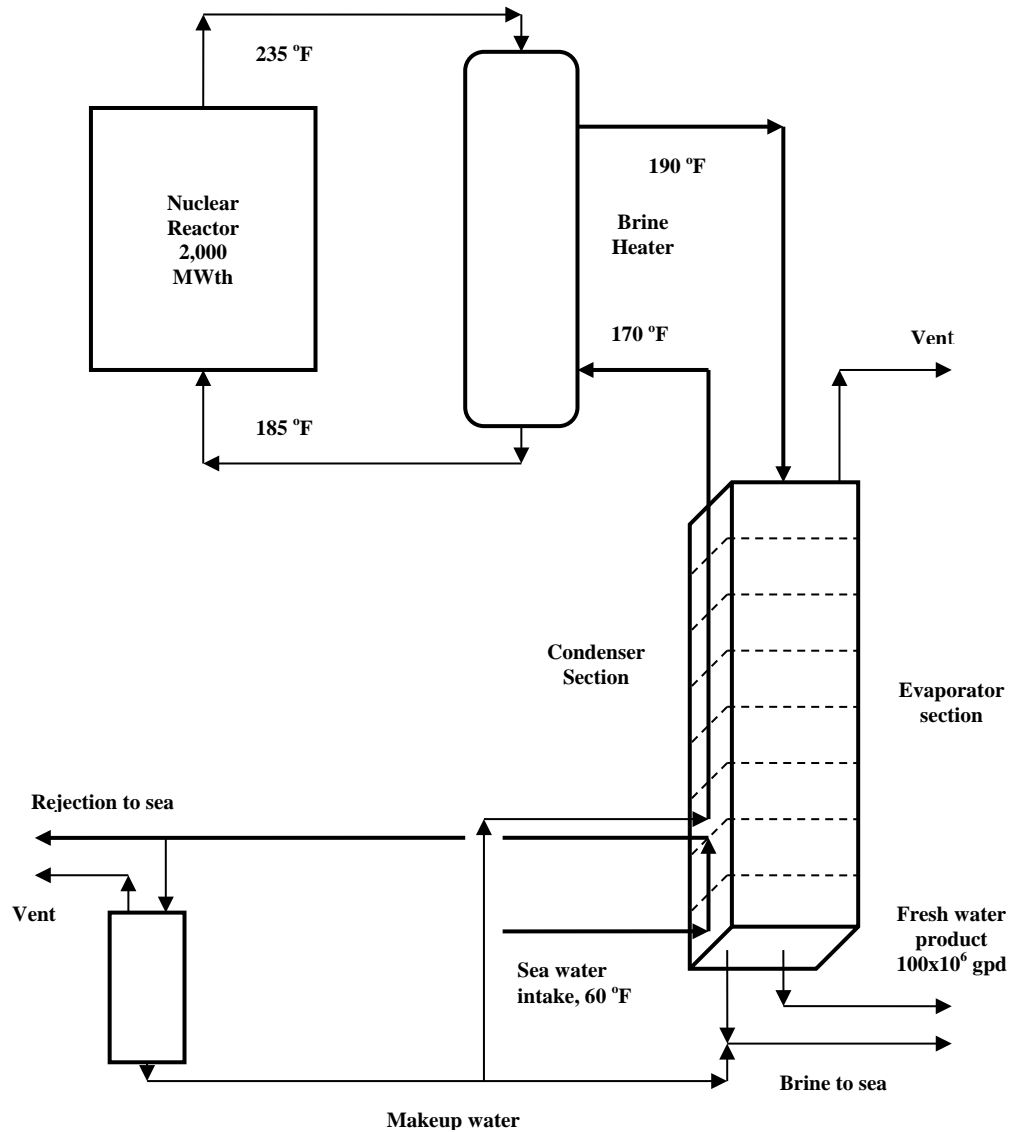 235 °F
Nuclear
Reactor
2,000
MWth
190 °F
Brine
Heater
170 °F
Vent
185 °F
Condenser
Section
Evaporator
section
Rejection to sea
Vent
Sea water
intake, 60 °F
Fresh water
product
100x10⁶ gpd
Brine to sea
Makeup water